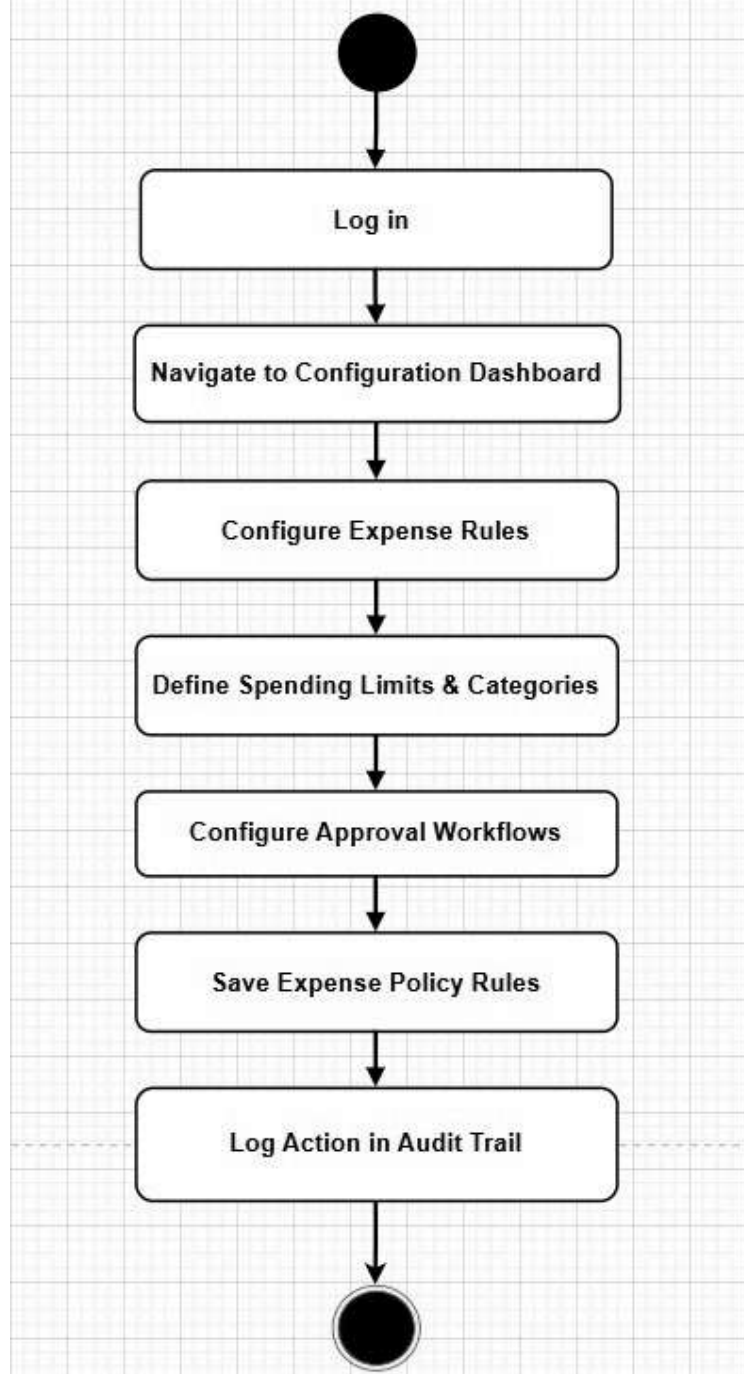 Log in
Navigate to Configuration Dashboard
Configure Expense Rules
Define Spending Limits & Categories
Configure Approval Workflows
Save Expense Policy Rules
Log Action in Audit Trail